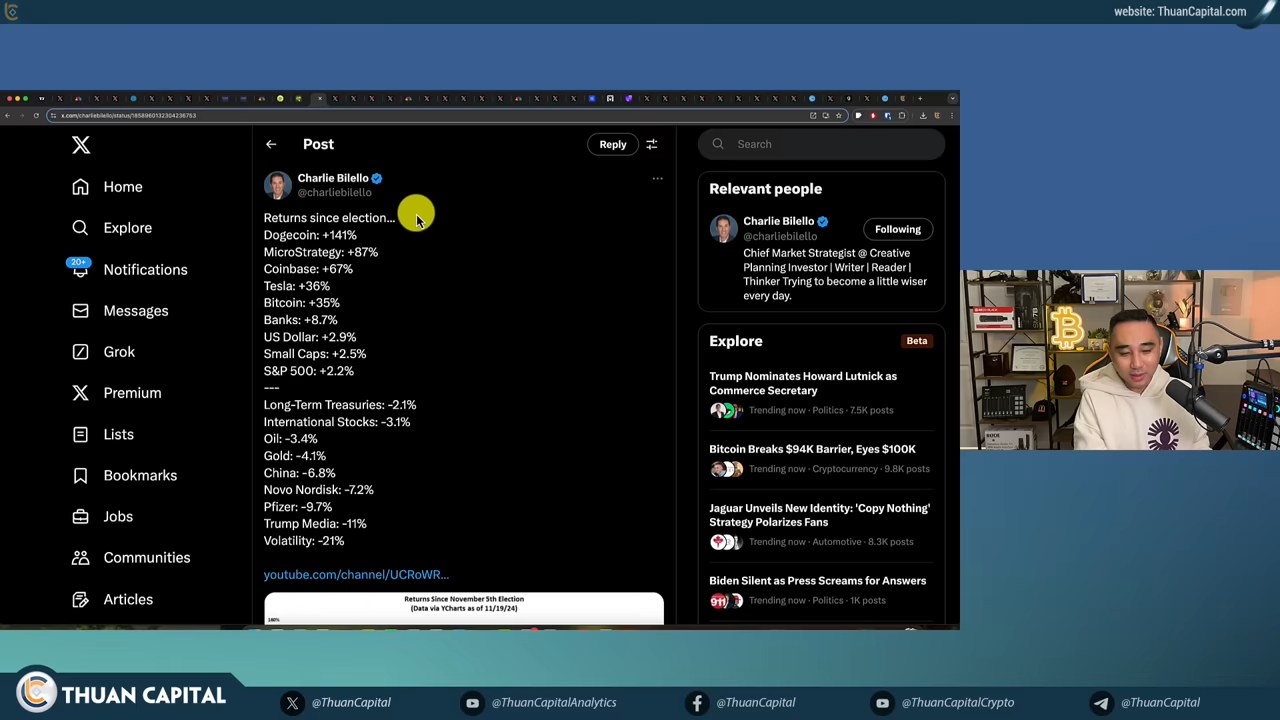 website: ThuanCapital.com
x.com/charliebilello/status/1858960132304236753
Post
Reply
Search
Home
Explore
20+
Notifications
Messages
Grok
Premium
Lists
Bookmarks
Jobs
Communities
Articles
Charlie Bilello
@charliebilello
Returns since election...
Dogecoin: +141%
MicroStrategy: +87%
Coinbase: +67%
Tesla: +36%
Bitcoin: +35%
Banks: +8.7%
US Dollar: +2.9%
Small Caps: +2.5%
S&P 500: +2.2%
---
Long-Term Treasuries: -2.1%
International Stocks: -3.1%
Oil: -3.4%
Gold: -4.1%
China: -6.8%
Novo Nordisk: -7.2%
Pfizer: -9.7%
Trump Media: -11%
Volatility: -21%
youtube.com/channel/UCRoWR...
Returns Since November 5th Election
(Data via YCharts as of 11/19/24)
160%
Relevant people
Charlie Bilello
@charliebilello
Following
Chief Market Strategist @ Creative
Planning Investor | Writer | Reader |
Thinker Trying to become a little wiser
every day.
Explore
Beta
Trump Nominates Howard Lutnick as
Commerce Secretary
Trending now · Politics · 7.5K posts
Bitcoin Breaks $94K Barrier, Eyes $100K
Trending now · Cryptocurrency · 9.8K posts
Jaguar Unveils New Identity: 'Copy Nothing'
Strategy Polarizes Fans
Trending now · Automotive · 8.3K posts
Biden Silent as Press Screams for Answers
Trending now · Politics · 1K posts
THUAN CAPITAL
@ThuanCapital
@ThuanCapitalAnalytics
@ThuanCapital
@ThuanCapitalCrypto
@ThuanCapital